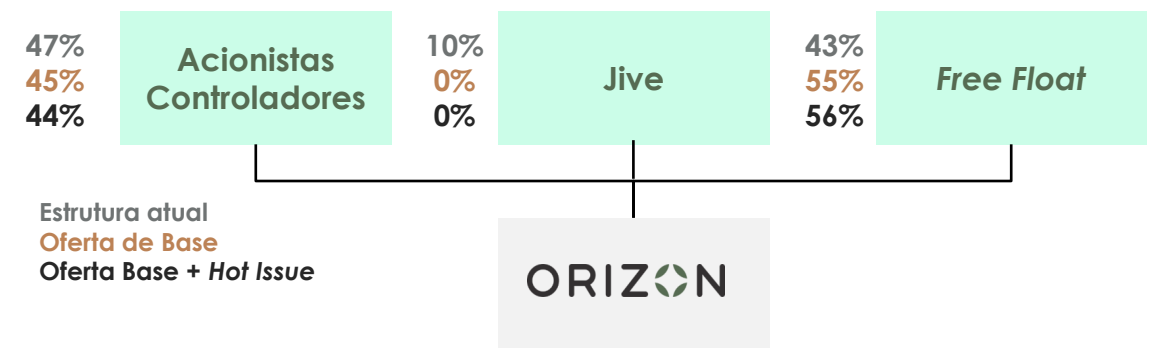 47%
45%
44%
Acionistas
Controladores
10%
0%
0%
Jive
43%
55%
56%
Free Float
Estrutura atual
Oferta de Base
Oferta Base + Hot Issue
ORIZON